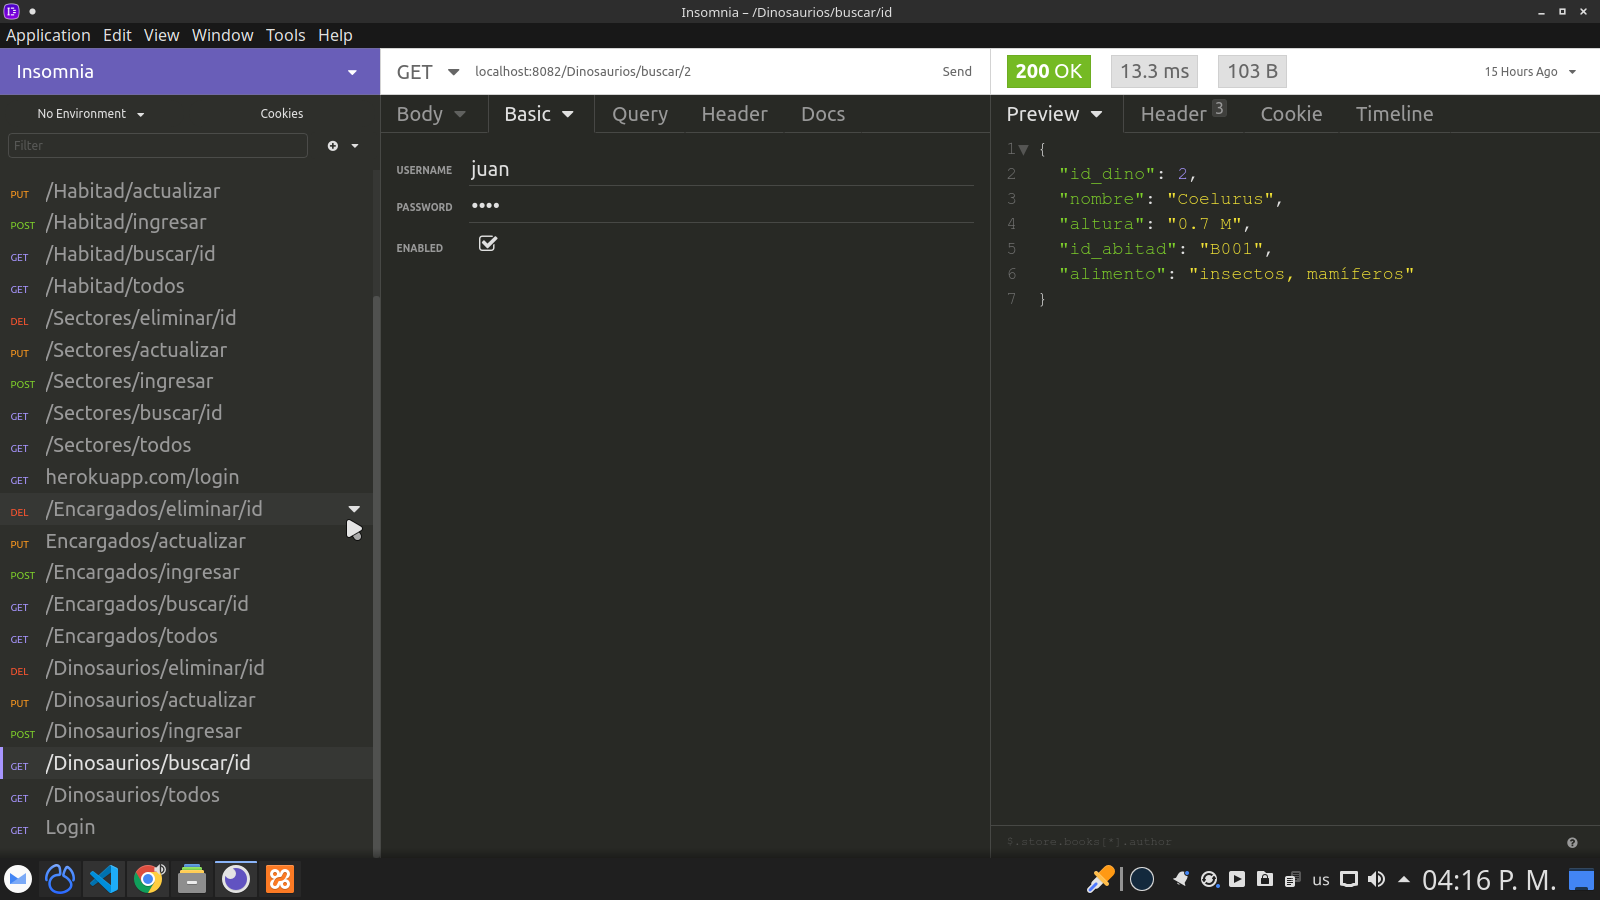 Insomnia – /Dinosaurios/buscar/id
Application Edit View Window Tools Help
Insomnia
GET localhost:8082/Dinosaurios/buscar/2 Send
200 OK 13.3 ms 103 B 15 Hours Ago
No Environment Cookies
Body Basic Query Header Docs
Preview Header 3 Cookie Timeline
Filter
USERNAME juan
PASSWORD ••••
ENABLED
1 {
2 "id_dino": 2,
3 "nombre": "Coelurus",
4 "altura": "0.7 M",
5 "id_abitad": "B001",
6 "alimento": "insectos, mamíferos"
7 }
PUT /Habitad/actualizar
POST /Habitad/ingresar
GET /Habitad/buscar/id
GET /Habitad/todos
DEL /Sectores/eliminar/id
PUT /Sectores/actualizar
POST /Sectores/ingresar
GET /Sectores/buscar/id
GET /Sectores/todos
GET herokuapp.com/login
DEL /Encargados/eliminar/id
PUT Encargados/actualizar
POST /Encargados/ingresar
GET /Encargados/buscar/id
GET /Encargados/todos
DEL /Dinosaurios/eliminar/id
PUT /Dinosaurios/actualizar
POST /Dinosaurios/ingresar
GET /Dinosaurios/buscar/id
GET /Dinosaurios/todos
GET Login
$.store.books[*].author
us 04:16 P. M.